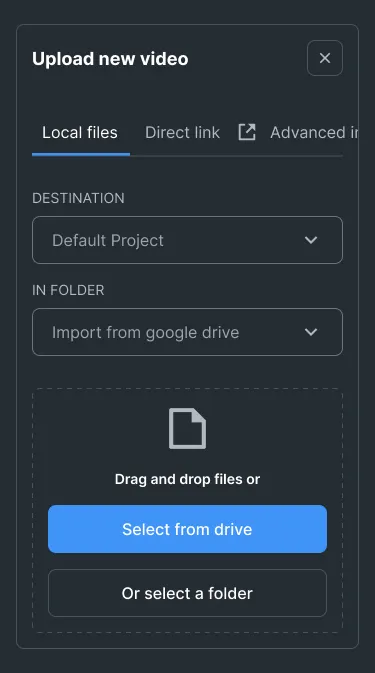 Upload new video
Local files Direct link Advanced
DESTINATION
Default Project
IN FOLDER
Import from google drive
Drag and drop files or
Select from drive
Or select a folder